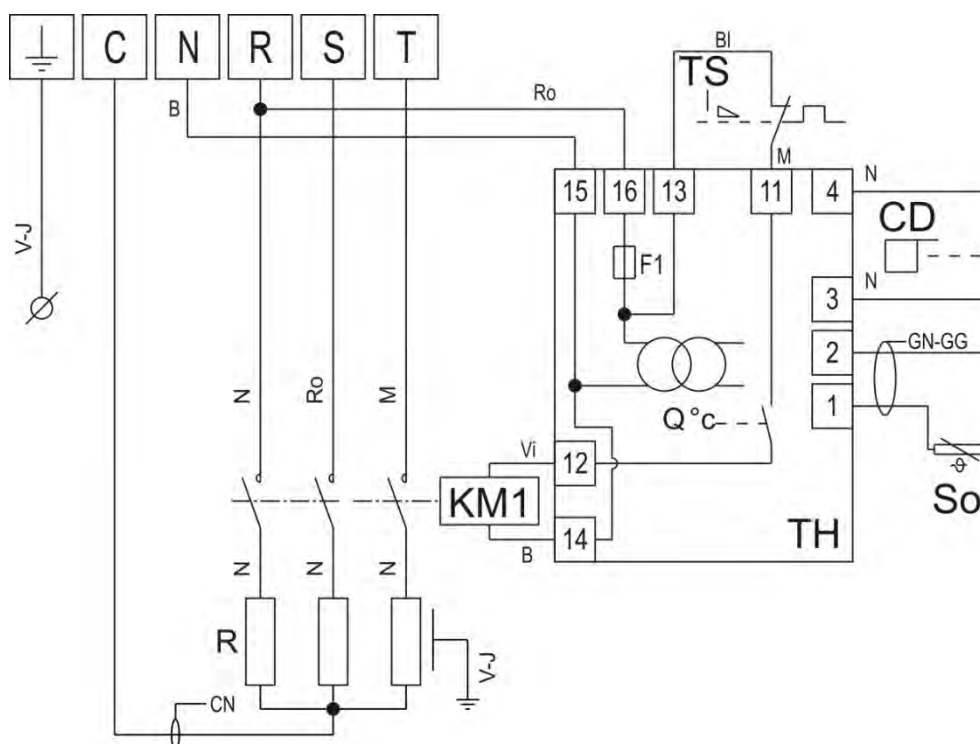 C N R S T
Bl
TS
Ro
B
M
15 16 13 11 4
N
CD
V-J
F1
3
N
2
GN-GG
1
N Ro M
Q°c
Vi
12
KM1
So
14
TH
B
N N N
R
V-J
CN